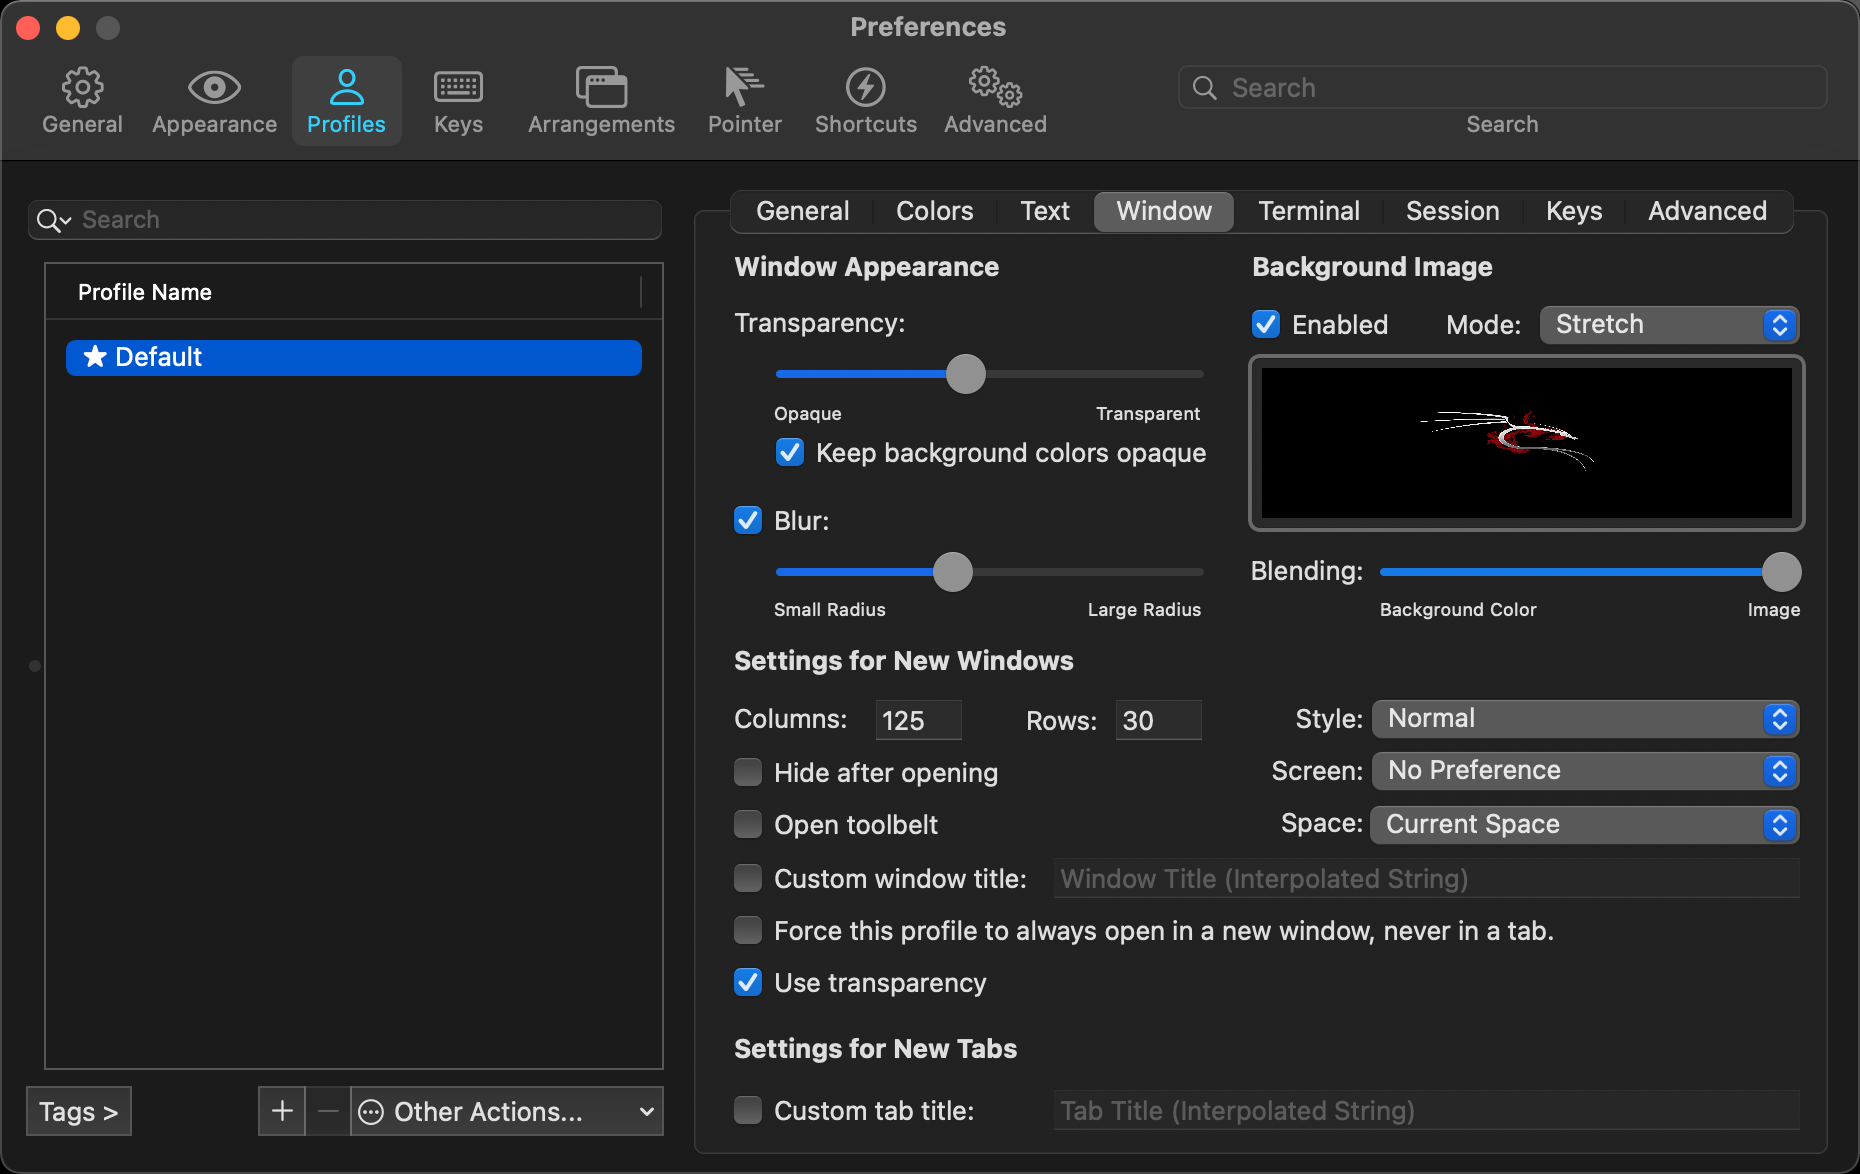 Preferences
General
Appearance
Profiles
Keys
Arrangements
Pointer
Shortcuts
Advanced
Search
Search
Search
Profile Name
Default
Tags >
Other Actions...
General
Colors
Text
Window
Terminal
Session
Keys
Advanced
Window Appearance
Transparency:
Opaque
Transparent
Keep background colors opaque
Blur:
Small Radius
Large Radius
Background Image
Enabled
Mode:
Stretch
Blending:
Background Color
Image
Settings for New Windows
Columns:
125
Rows:
30
Style:
Normal
Hide after opening
Screen:
No Preference
Open toolbelt
Space:
Current Space
Custom window title:
Window Title (Interpolated String)
Force this profile to always open in a new window, never in a tab.
Use transparency
Settings for New Tabs
Custom tab title:
Tab Title (Interpolated String)